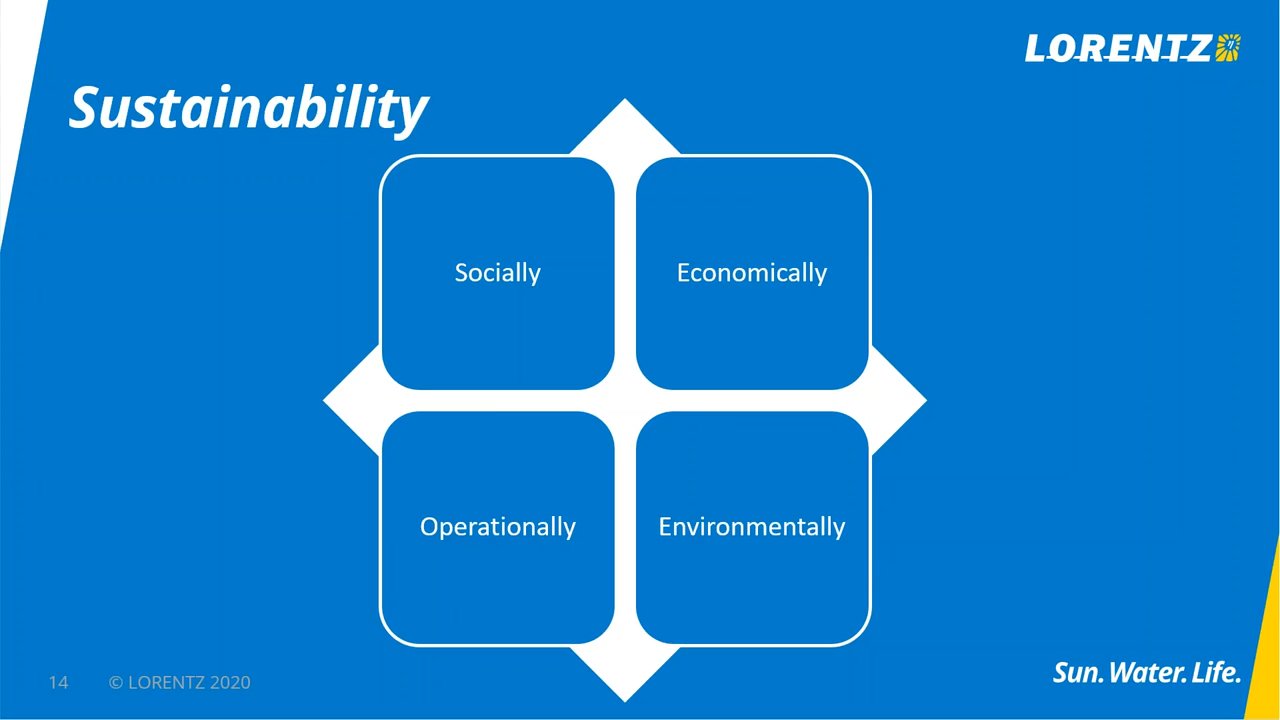 LORENTZ
Sustainability
Socially
Economically
Operationally
Environmentally
14 © LORENTZ 2020
Sun. Water. Life.